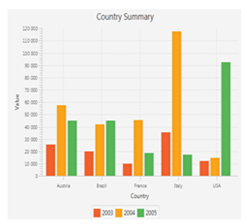 Country Summary
120 000
110 000
100 000
90 000
80 000
70 000
60 000
50 000
40 000
30 000
20 000
10 000
0
Value
Austria Brazil France Italy USA
Country
2003 2004 2005